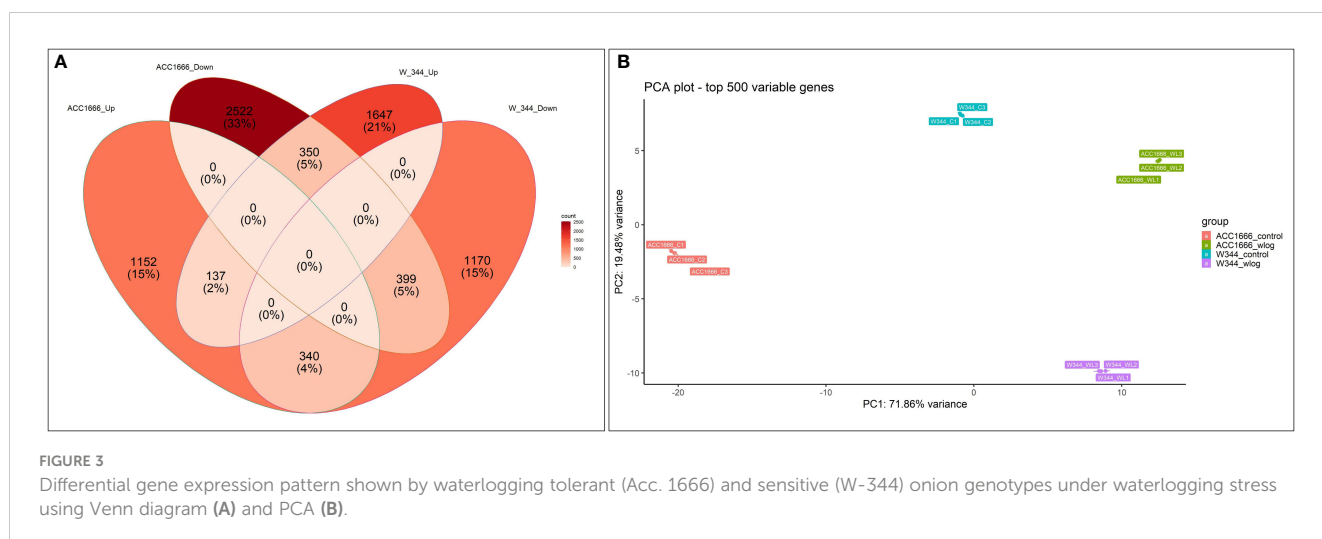 A
ACC1666_Up
ACC1666_Down
W_344_Up
W_344_Down
2522
(33%)
1647
(21%)
350
(5%)
0
(0%)
0
(0%)
0
(0%)
0
(0%)
1152
(15%)
1170
(15%)
137
(2%)
0
(0%)
399
(5%)
0
(0%)
0
(0%)
340
(4%)
count
2500
2000
1500
1000
500
0
B
PCA plot - top 500 variable genes
PC2: 19.48% variance
5
0
-5
-10
-20
-10
0
10
PC1: 71.86% variance
W344_C3
W344_C1
W344_C2
ACC1666_WL3
ACC1666_WL2
ACC1666_WL1
ACC1666_C1
ACC1666_C2
ACC1666_C3
W344_WL3
W344_WL2
W344_WL1
group
ACC1666_control
ACC1666_wlog
W344_control
W344_wlog
FIGURE 3
Differential gene expression pattern shown by waterlogging tolerant (Acc. 1666) and sensitive (W-344) onion genotypes under waterlogging stress
using Venn diagram (A) and PCA (B).